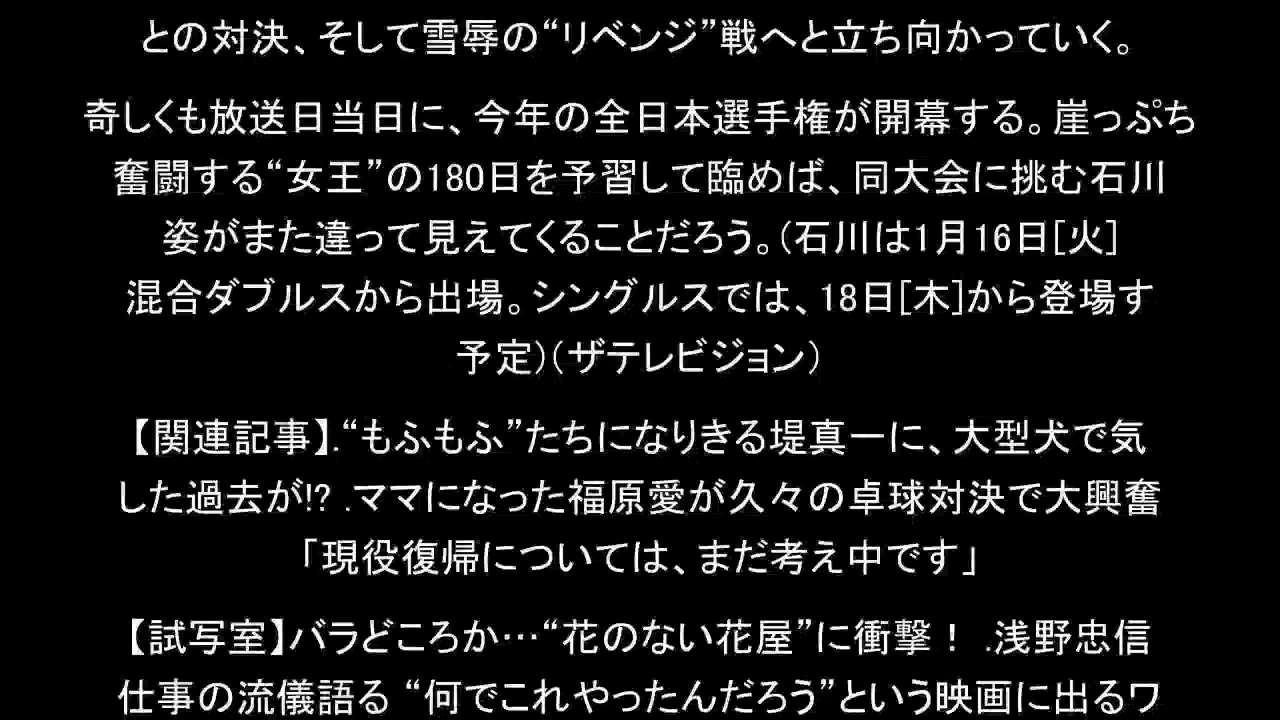 との対決、そして雪辱の“リベンジ”戦へと立ち向かっていく。
奇しくも放送日当日に、今年の全日本選手権が開幕する。崖っぷち
奮闘する“女王”の180日を予習して臨めば、同大会に挑む石川
姿がまた違って見えてくることだろう。(石川は1月16日[火]
混合ダブルスから出場。シングルスでは、18日[木]から登場す
予定)(ザテレビジョン)
【関連記事】.“もふもふ”たちになりきる堤真一に、大型犬で気
した過去が!? .ママになった福原愛が久々の卓球対決で大興奮
「現役復帰については、まだ考え中です」
【試写室】バラどころか…“花のない花屋”に衝撃！ .浅野忠信
仕事の流儀語る “何でこれやったんだろう”という映画に出るワ